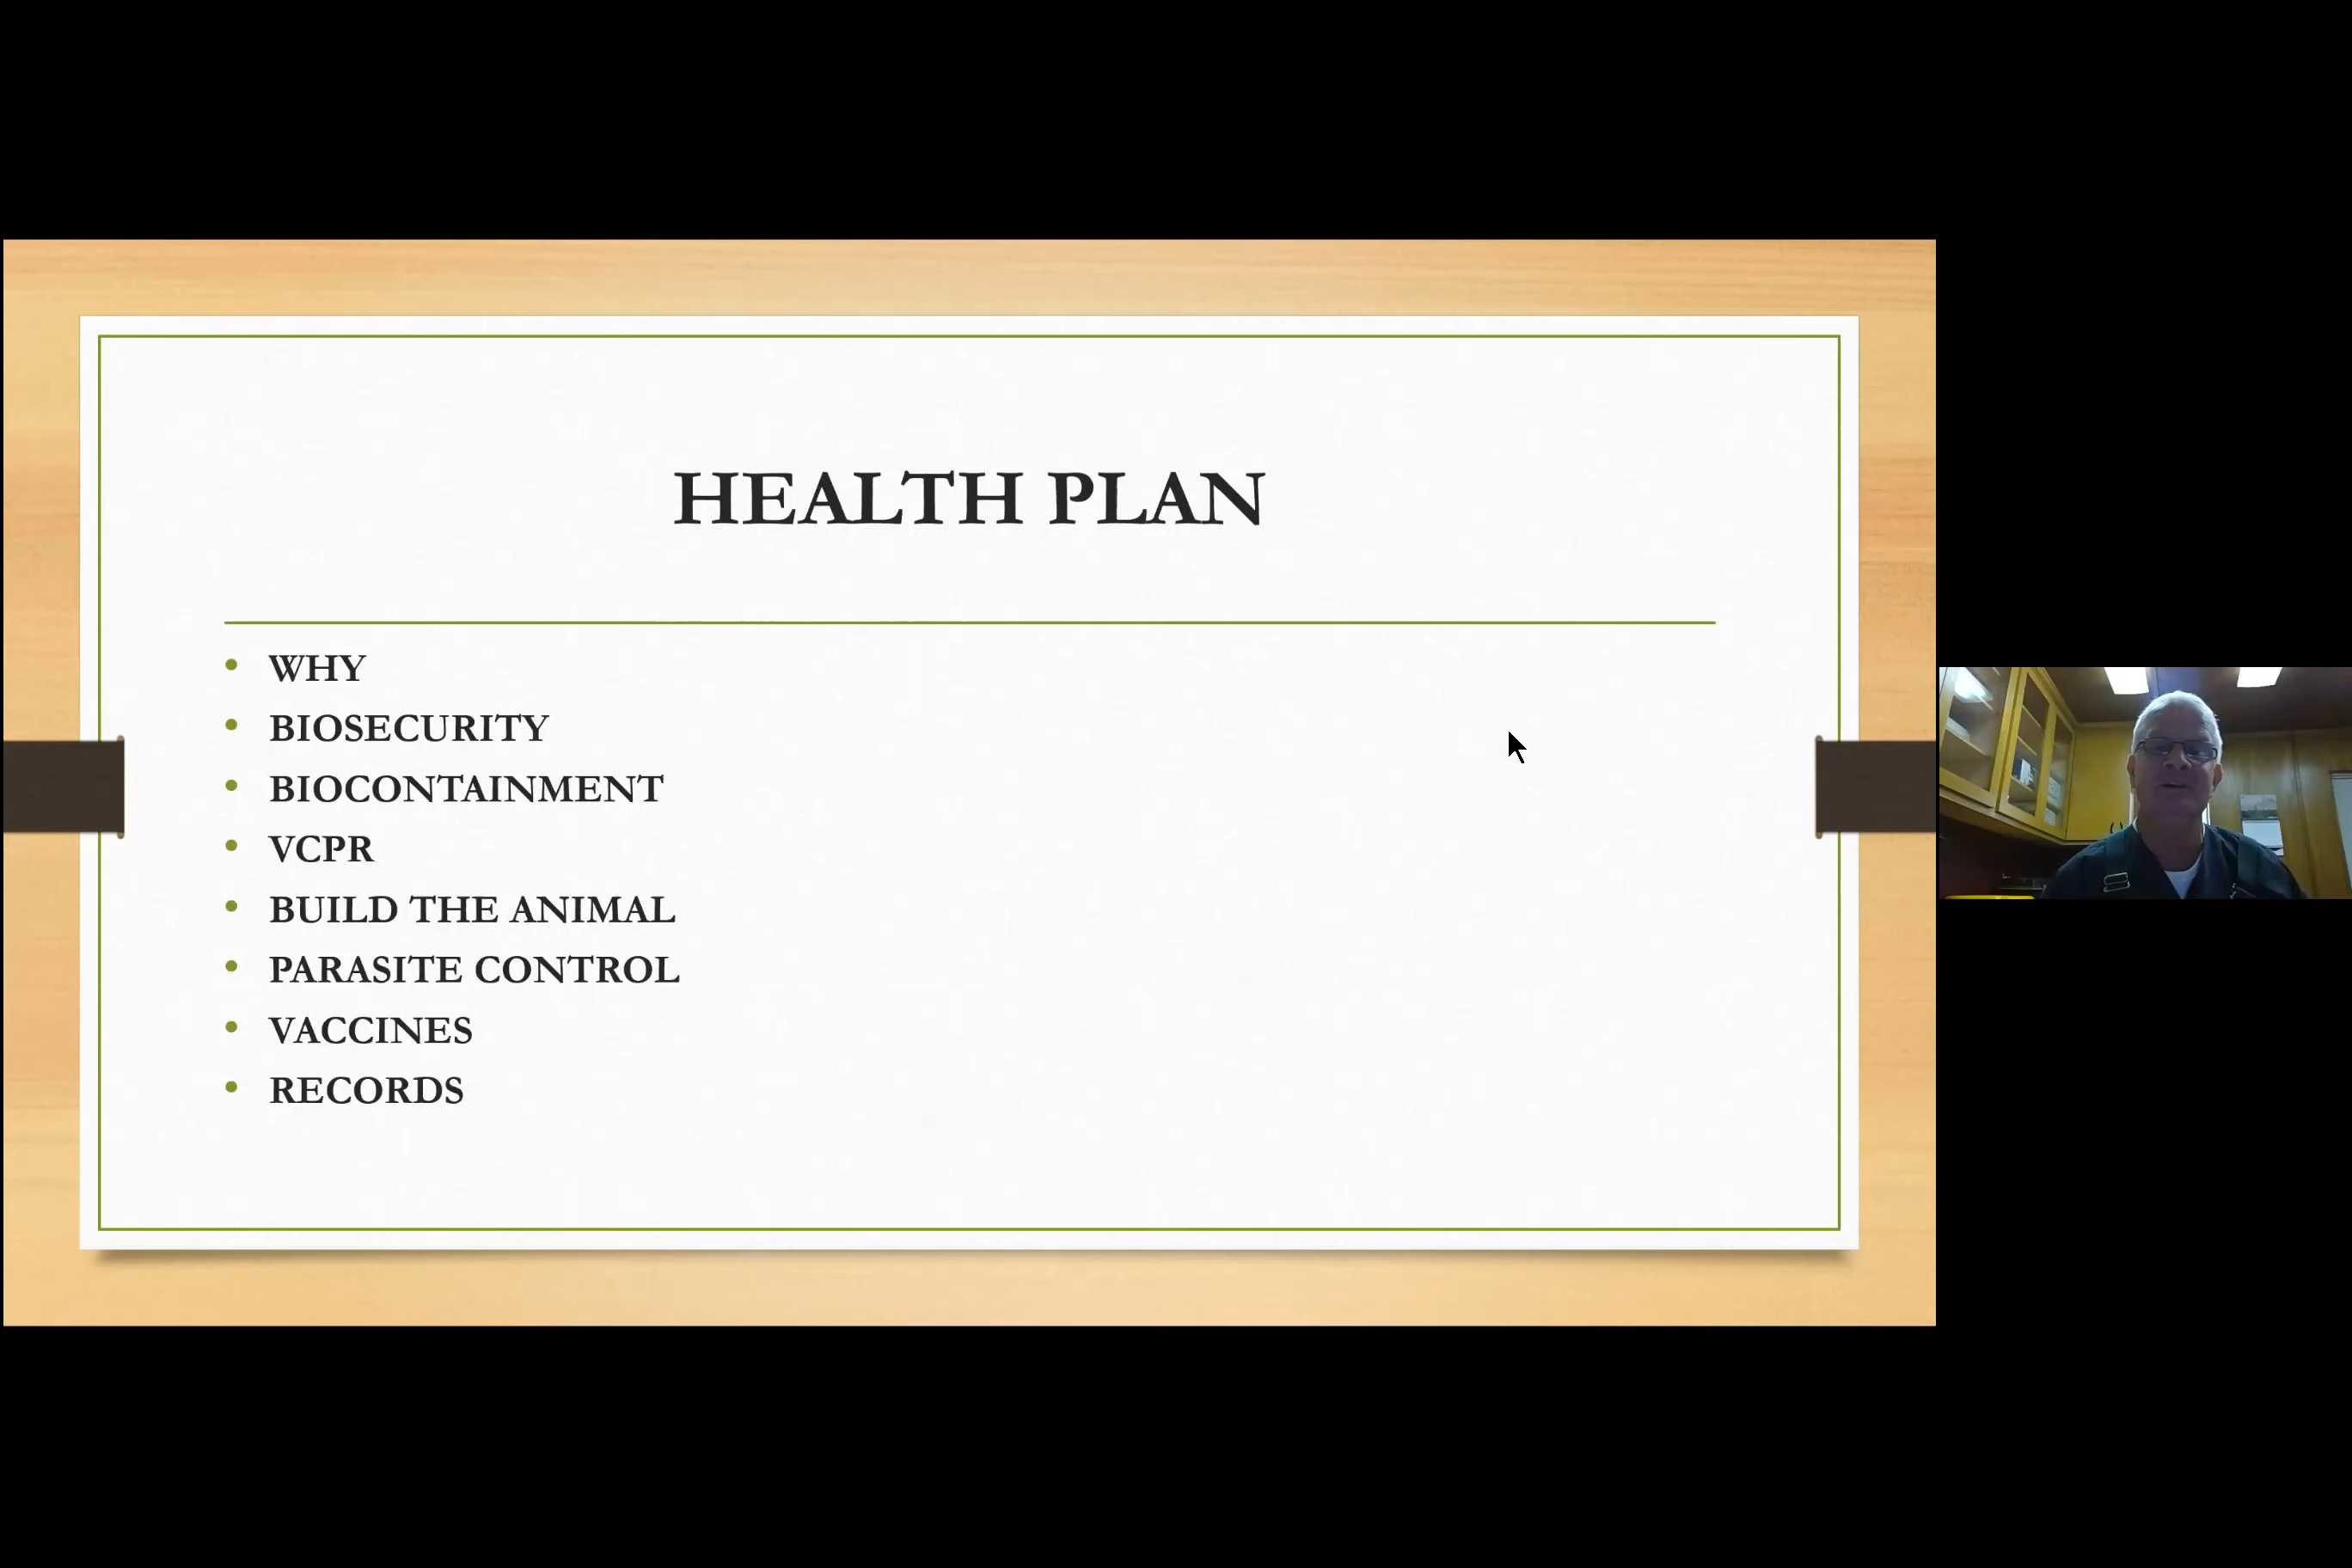 HEALTH PLAN
WHY
BIOSECURITY
BIOCONTAINMENT
VCPR
BUILD THE ANIMAL
PARASITE CONTROL
VACCINES
RECORDS